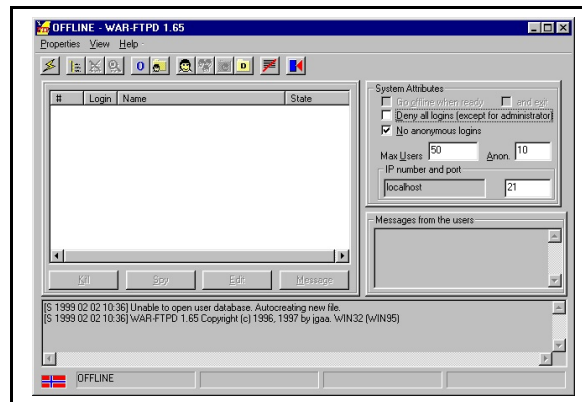 OFFLINE - WAR-FTPD 1.65
Properties View Help
O D
# Login Name State
Kill Spy Edit Message
System Attributes
Go offline when ready and exit
Deny all logins (except for administrator)
No anonymous logins
Max Users 50 Anon. 10
IP number and port
localhost 21
Messages from the users
[S 1999 02 02 10:36] Unable to open user database. Autocreating new file.
[S 1999 02 02 10:36] WAR-FTPD 1.65 Copyright (c) 1996, 1997 by jgaa. WIN32 (WIN95)
OFFLINE